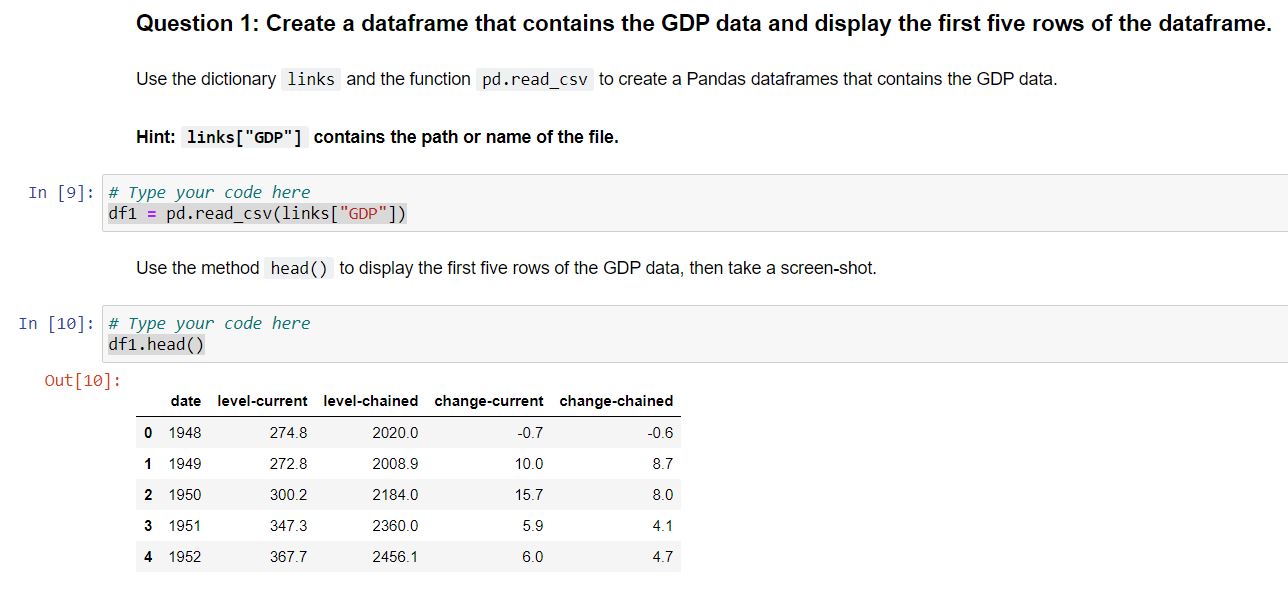 Question 1: Create a dataframe that contains the GDP data and display the first five rows of the dataframe.
Use the dictionary links and the function pd.read_csv to create a Pandas dataframes that contains the GDP data.
Hint: links["GDP"] contains the path or name of the file.
In [9]: # Type your code here
df1 = pd.read_csv(links["GDP"])
Use the method head() to display the first five rows of the GDP data, then take a screen-shot.
In [10]: # Type your code here
df1.head()
Out[10]:
date level-current level-chained change-current change-chained
0 1948 274.8 2020.0 -0.7 -0.6
1 1949 272.8 2008.9 10.0 8.7
2 1950 300.2 2184.0 15.7 8.0
3 1951 347.3 2360.0 5.9 4.1
4 1952 367.7 2456.1 6.0 4.7